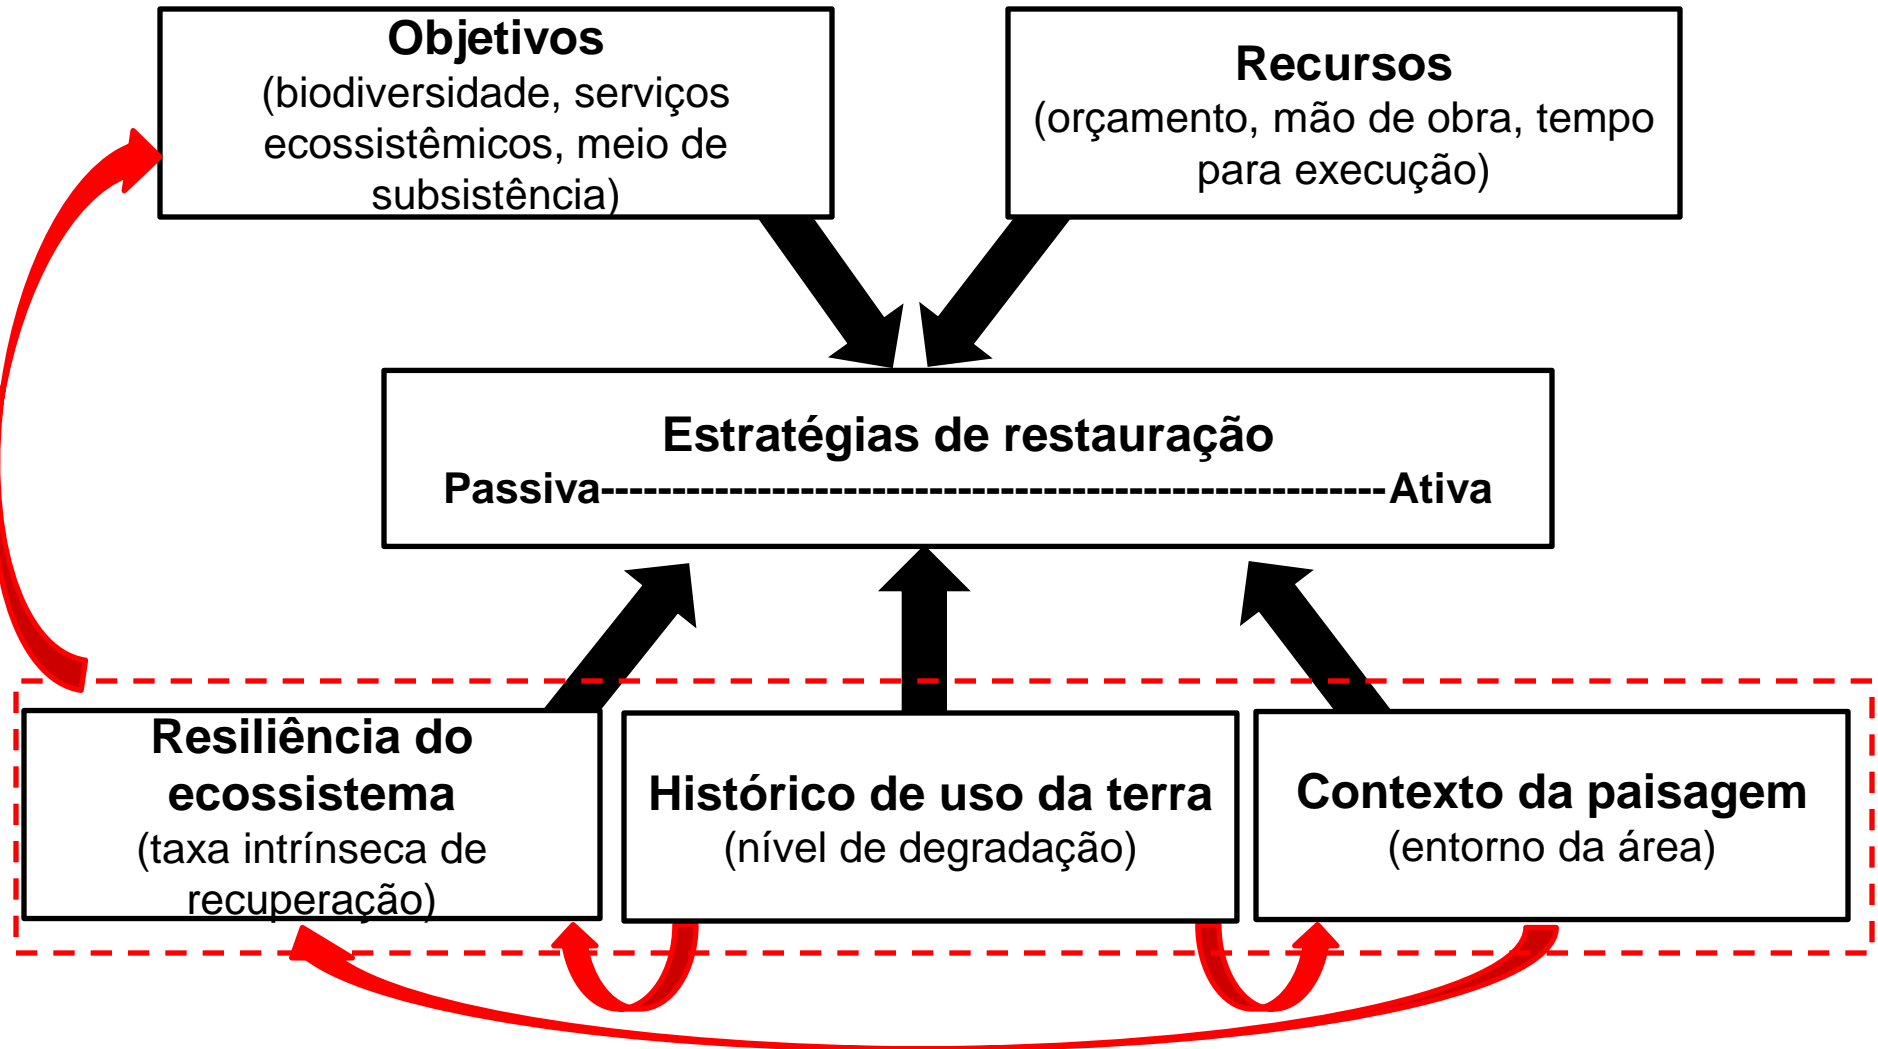 Objetivos
(biodiversidade, serviços
ecossistêmicos, meio de
subsistência)
Recursos
(orçamento, mão de obra, tempo
para execução)
Estratégias de restauração
Passiva-------------------------------------------------------Ativa
Resiliência do
ecossistema
(taxa intrínseca de
recuperação)
Histórico de uso da terra
(nível de degradação)
Contexto da paisagem
(entorno da área)